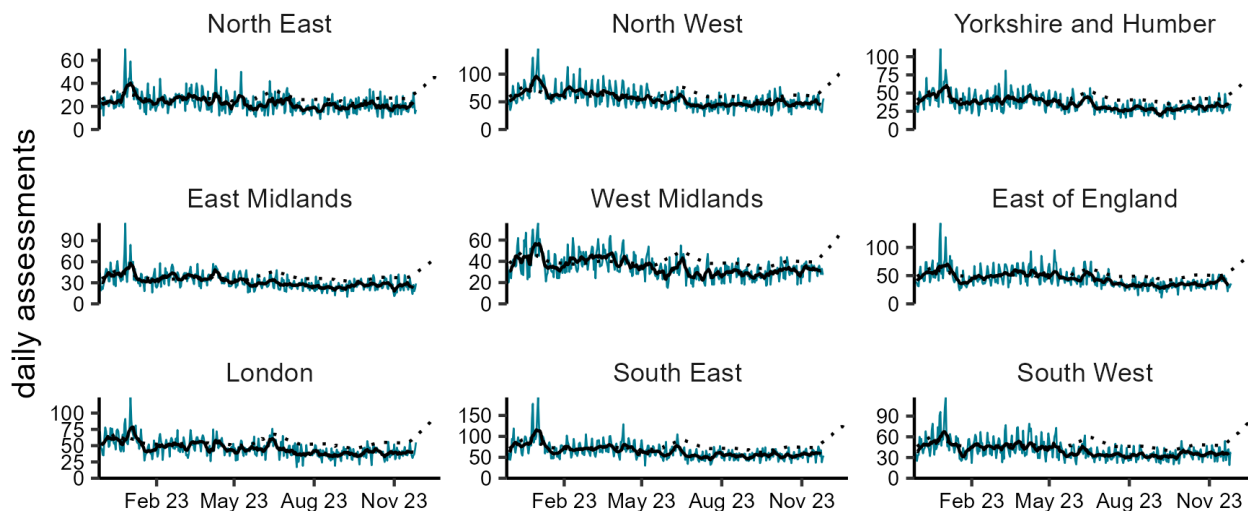 North East
North West
Yorkshire and Humber
60
40
20
0
100
50
0
100
75
50
25
0
daily assessments
East Midlands
West Midlands
East of England
90
60
30
0
60
40
20
0
100
50
0
London
South East
South West
100
75
50
25
0
150
100
50
0
90
60
30
0
Feb 23 May 23 Aug 23 Nov 23
Feb 23 May 23 Aug 23 Nov 23
Feb 23 May 23 Aug 23 Nov 23